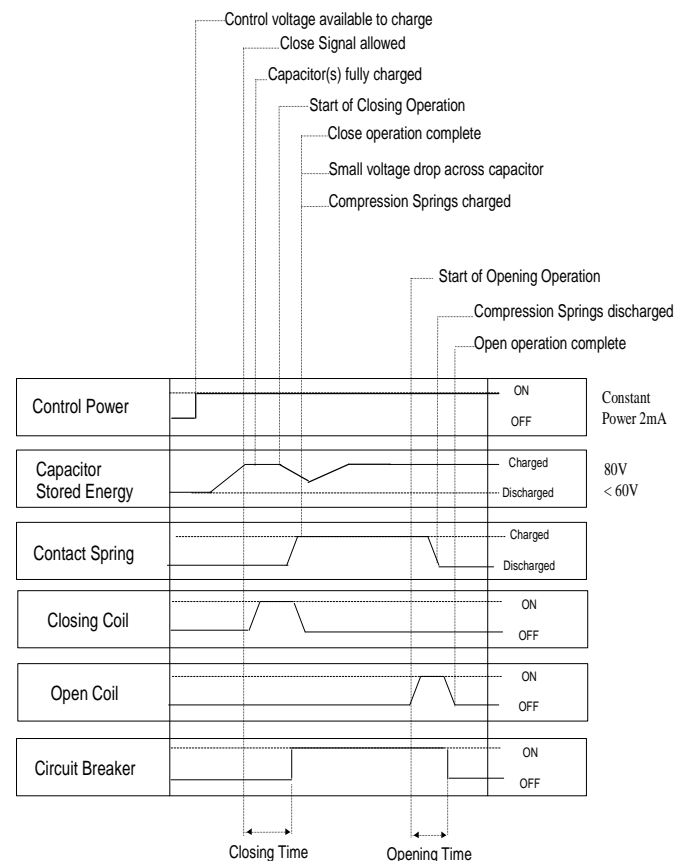 Control voltage available to charge
Close Signal allowed
Capacitor(s) fully charged
Start of Closing Operation
Close operation complete
Small voltage drop across capacitor
Compression Springs charged
Start of Opening Operation
Compression Springs discharged
Open operation complete
Control Power
ON
OFF
Constant
Power 2mA
Capacitor
Stored Energy
Charged
Discharged
80V
< 60V
Contact Spring
Charged
Discharged
Closing Coil
ON
OFF
Open Coil
ON
OFF
Circuit Breaker
ON
OFF
Closing Time
Opening Time